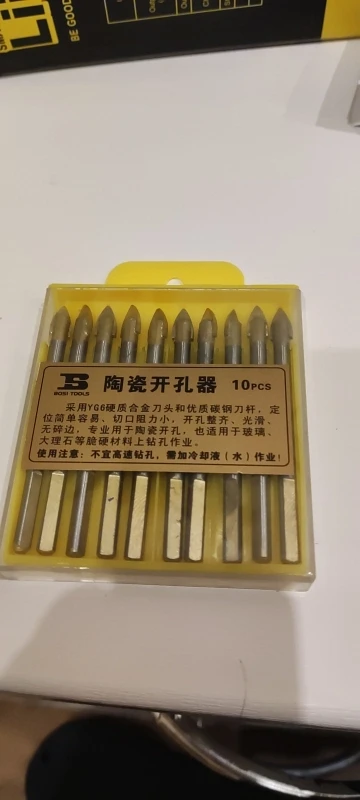 BE GOOD
BOSI TOOLS
陶瓷开孔器 10PCS
采用YG6硬质合金刀头和优质碳钢刀杆，定
位简单容易、切口阻力小，开孔整齐、光滑、
无碎边，专业用于陶瓷开孔，也适用于玻璃、
大理石等脆硬材料上钻孔作业。
使用注意：不宜高速钻孔，需加冷却液（水）作业！